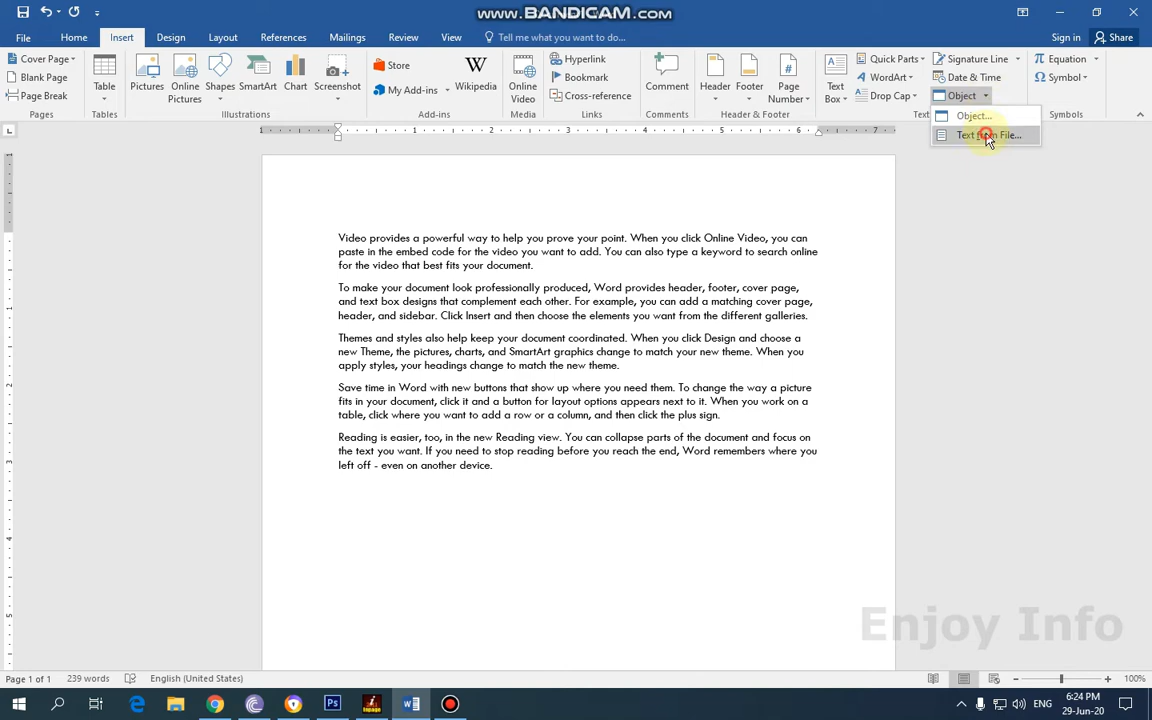 www.BANDICAM.com
File Home Insert Design Layout References Mailings Review View Tell me what you want to do... Sign in Share
Cover Page
Blank Page
Page Break
Pages
Table
Tables
Pictures
Online Pictures
Shapes
SmartArt
Chart
Screenshot
Illustrations
Store
My Add-ins
Wikipedia
Add-ins
Online Video
Media
Hyperlink
Bookmark
Cross-reference
Links
Comment
Comments
Header
Footer
Page Number
Header & Footer
Text Box
Quick Parts
WordArt
Drop Cap
Signature Line
Date & Time
Object
Object...
Text from File...
Equation
Symbol
Symbols
Video provides a powerful way to help you prove your point. When you click Online Video, you can
paste in the embed code for the video you want to add. You can also type a keyword to search online
for the video that best fits your document.
To make your document look professionally produced, Word provides header, footer, cover page,
and text box designs that complement each other. For example, you can add a matching cover page,
header, and sidebar. Click Insert and then choose the elements you want from the different galleries.
Themes and styles also help keep your document coordinated. When you click Design and choose a
new Theme, the pictures, charts, and SmartArt graphics change to match your new theme. When you
apply styles, your headings change to match the new theme.
Save time in Word with new buttons that show up where you need them. To change the way a picture
fits in your document, click it and a button for layout options appears next to it. When you work on a
table, click where you want to add a row or a column, and then click the plus sign.
Reading is easier, too, in the new Reading view. You can collapse parts of the document and focus on
the text you want. If you need to stop reading before you reach the end, Word remembers where you
left off - even on another device.
Enjoy Info
Page 1 of 1 239 words English (United States) 100%
ENG 6:24 PM
29-Jun-20